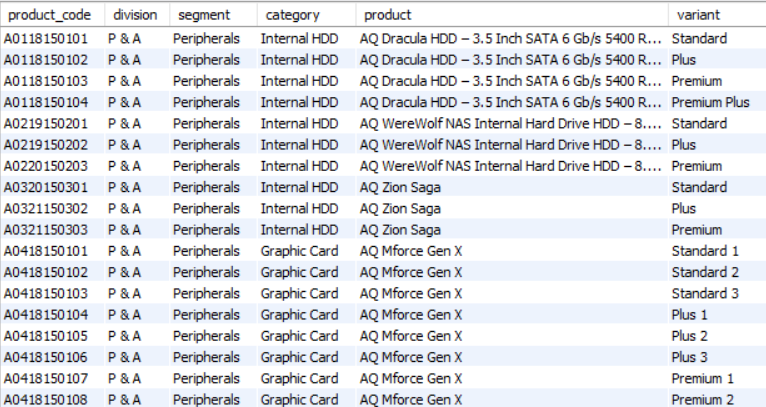 product_code division segment category product variant
A0118150101 P & A Peripherals Internal HDD AQ Dracula HDD – 3.5 Inch SATA 6 Gb/s 5400 R... Standard
A0118150102 P & A Peripherals Internal HDD AQ Dracula HDD – 3.5 Inch SATA 6 Gb/s 5400 R... Plus
A0118150103 P & A Peripherals Internal HDD AQ Dracula HDD – 3.5 Inch SATA 6 Gb/s 5400 R... Premium
A0118150104 P & A Peripherals Internal HDD AQ Dracula HDD – 3.5 Inch SATA 6 Gb/s 5400 R... Premium Plus
A0219150201 P & A Peripherals Internal HDD AQ WereWolf NAS Internal Hard Drive HDD – 8.... Standard
A0219150202 P & A Peripherals Internal HDD AQ WereWolf NAS Internal Hard Drive HDD – 8.... Plus
A0220150203 P & A Peripherals Internal HDD AQ WereWolf NAS Internal Hard Drive HDD – 8.... Premium
A0320150301 P & A Peripherals Internal HDD AQ Zion Saga Standard
A0321150302 P & A Peripherals Internal HDD AQ Zion Saga Plus
A0321150303 P & A Peripherals Internal HDD AQ Zion Saga Premium
A0418150101 P & A Peripherals Graphic Card AQ Mforce Gen X Standard 1
A0418150102 P & A Peripherals Graphic Card AQ Mforce Gen X Standard 2
A0418150103 P & A Peripherals Graphic Card AQ Mforce Gen X Standard 3
A0418150104 P & A Peripherals Graphic Card AQ Mforce Gen X Plus 1
A0418150105 P & A Peripherals Graphic Card AQ Mforce Gen X Plus 2
A0418150106 P & A Peripherals Graphic Card AQ Mforce Gen X Plus 3
A0418150107 P & A Peripherals Graphic Card AQ Mforce Gen X Premium 1
A0418150108 P & A Peripherals Graphic Card AQ Mforce Gen X Premium 2